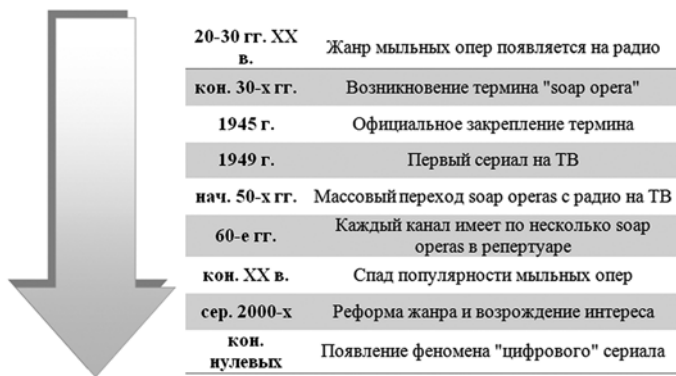 20-30 гг. XX
в.
Жанр мыльных опер появляется на радио
кон. 30-х гг.
Возникновение термина "soap opera"
1945 г.
Официальное закрепление термина
1949 г.
Первый сериал на ТВ
нач. 50-х гг.
Массовый переход soap operas с радио на ТВ
60-е гг.
Каждый канал имеет по несколько soap
operas в репертуаре
кон. XX в.
Спад популярности мыльных опер
сер. 2000-х
Реформа жанра и возрождение интереса
кон.
нулевых
Появление феномена "цифрового" сериала